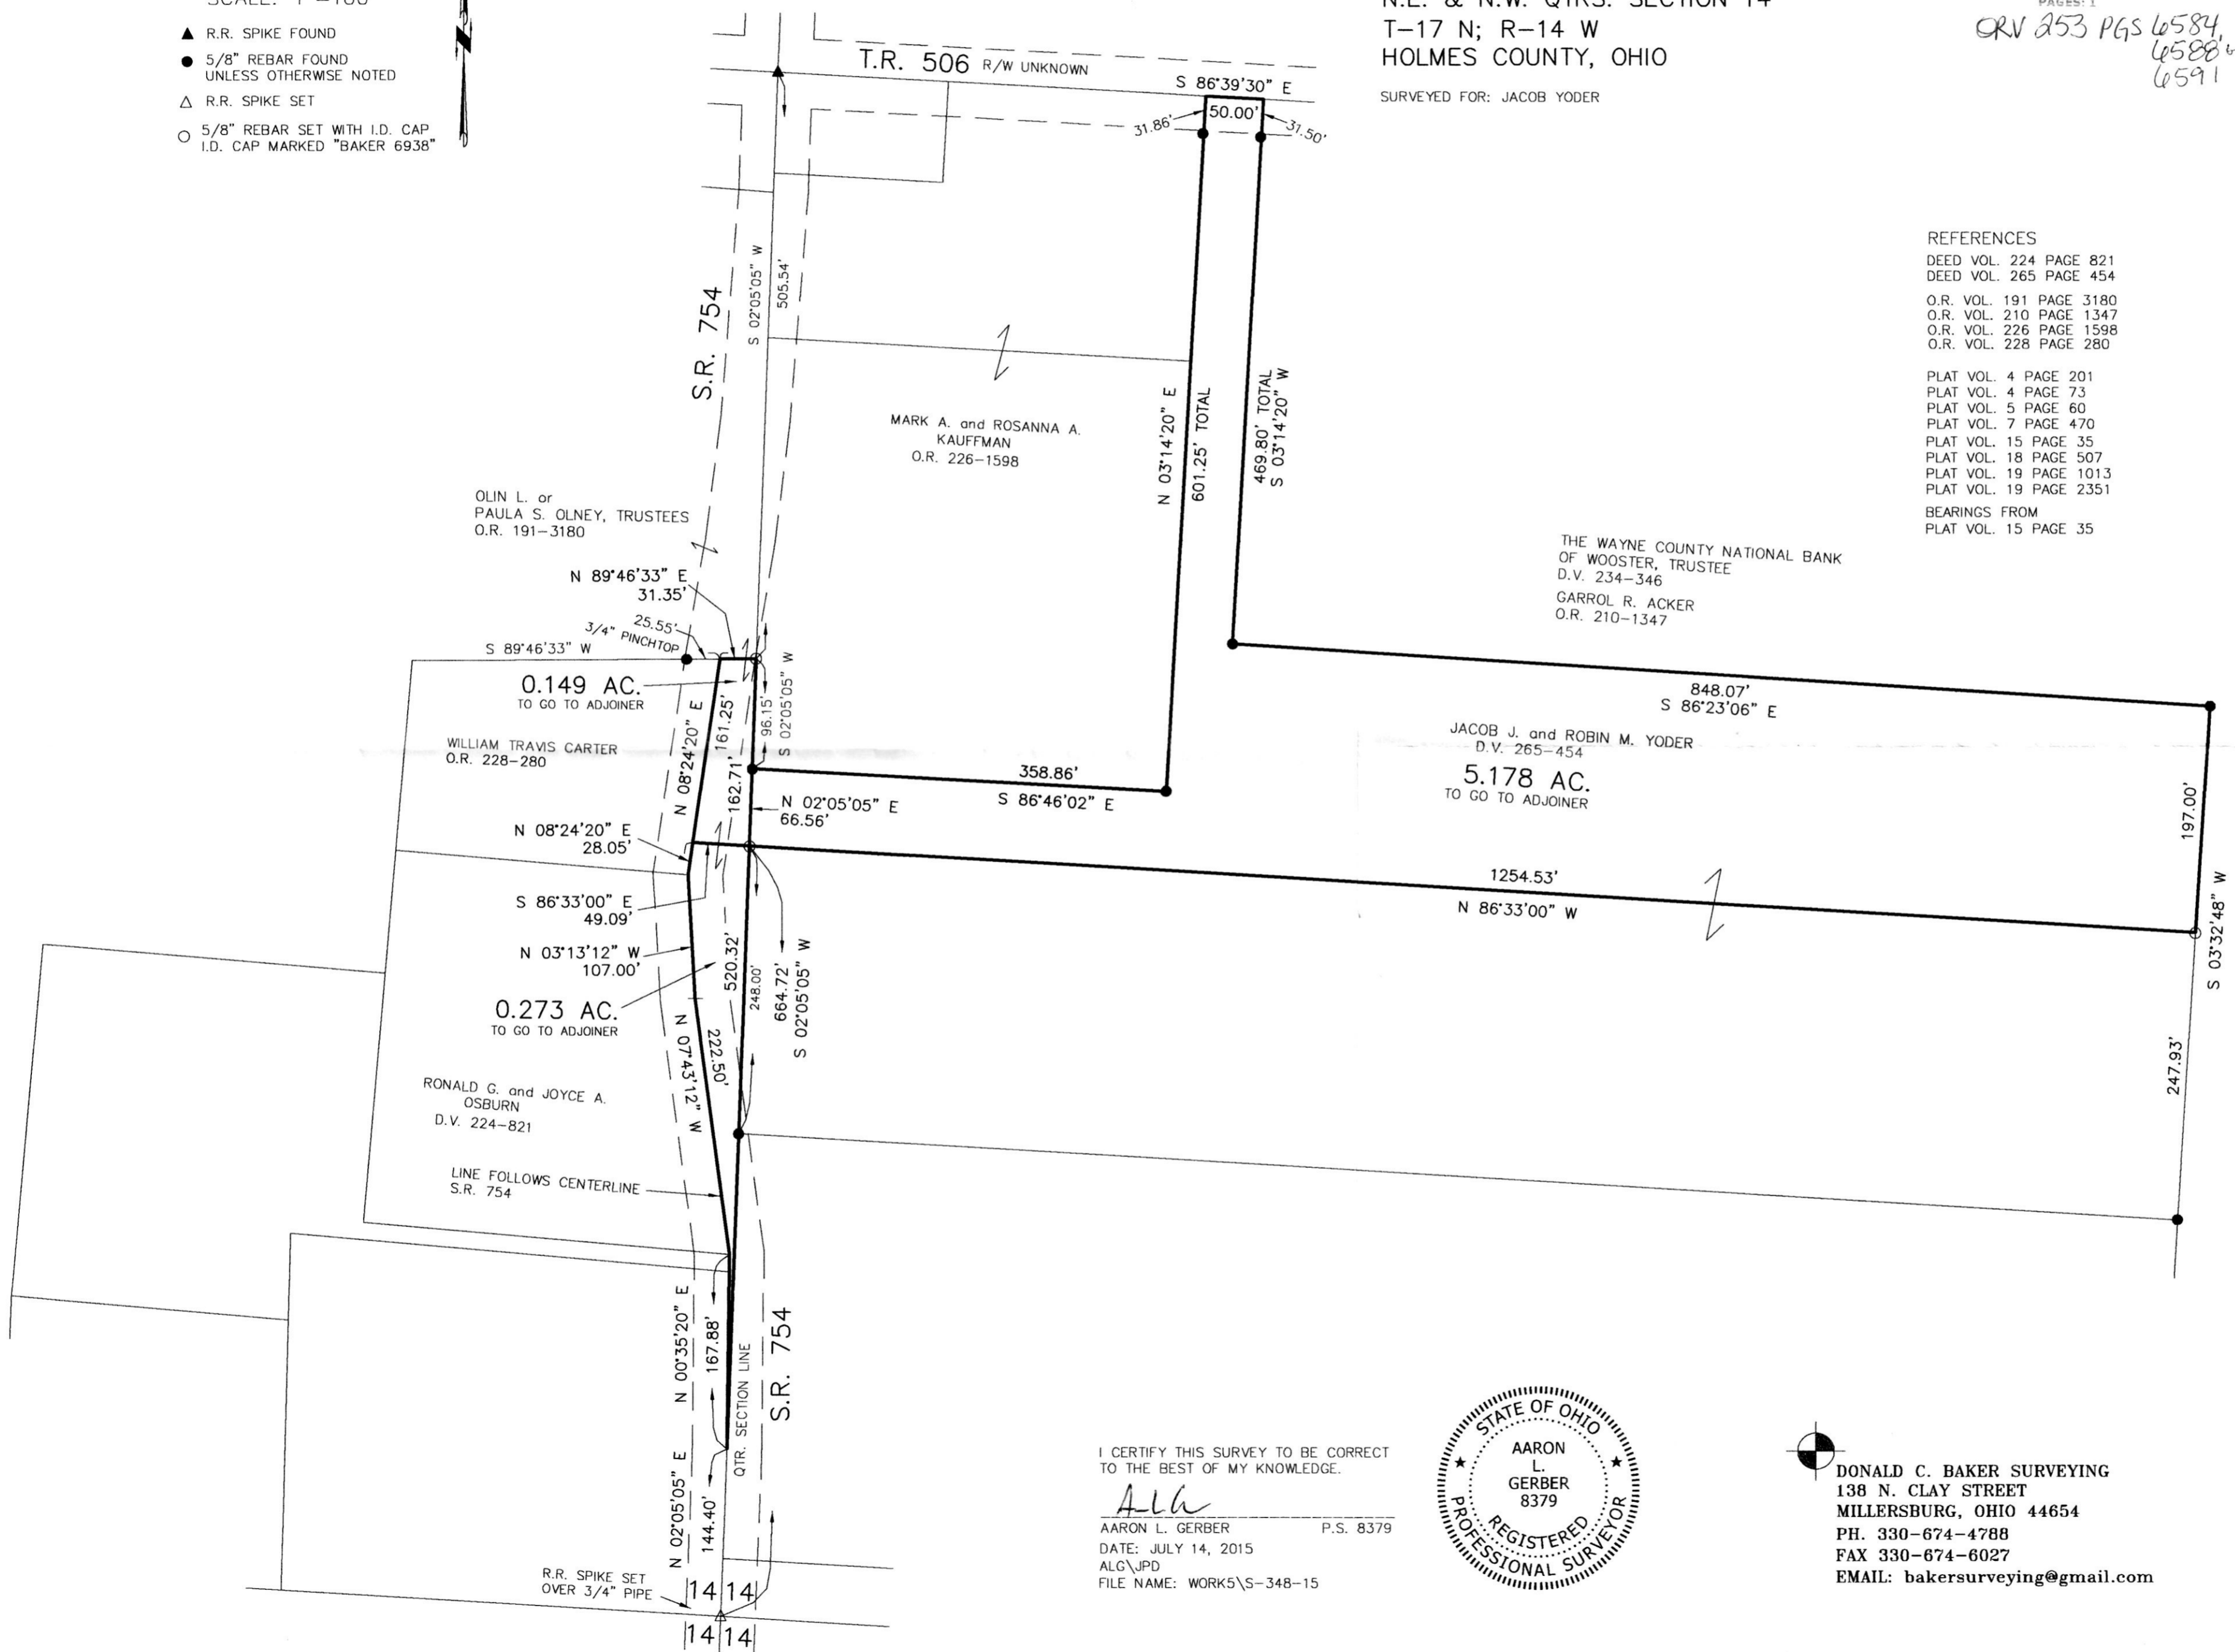 SCALE: 1"=100'
▲ R.R. SPIKE FOUND
● 5/8" REBAR FOUND
UNLESS OTHERWISE NOTED
△ R.R. SPIKE SET
○ 5/8" REBAR SET WITH I.D. CAP
I.D. CAP MARKED "BAKER 6938"
N.E. & N.W. QTRS. SECTION 14
T-17 N; R-14 W
HOLMES COUNTY, OHIO
SURVEYED FOR: JACOB YODER
PAGES: 1
ORV 253 PGS 6584,
6588 &
6591
T.R. 506 R/W UNKNOWN
S 86°39'30" E
50.00'
31.86'
31.50'
REFERENCES
DEED VOL. 224 PAGE 821
DEED VOL. 265 PAGE 454
O.R. VOL. 191 PAGE 3180
O.R. VOL. 210 PAGE 1347
O.R. VOL. 226 PAGE 1598
O.R. VOL. 228 PAGE 280
PLAT VOL. 4 PAGE 201
PLAT VOL. 4 PAGE 73
PLAT VOL. 5 PAGE 60
PLAT VOL. 7 PAGE 470
PLAT VOL. 15 PAGE 35
PLAT VOL. 18 PAGE 507
PLAT VOL. 19 PAGE 1013
PLAT VOL. 19 PAGE 2351
BEARINGS FROM
PLAT VOL. 15 PAGE 35
S.R. 754
S 02°05'05" W
505.54'
MARK A. and ROSANNA A.
KAUFFMAN
O.R. 226-1598
N 03°14'20" E
601.25' TOTAL
469.80' TOTAL
S 03°14'20" W
OLIN L. or
PAULA S. OLNEY, TRUSTEES
O.R. 191-3180
N 89°46'33" E
31.35'
25.55'
3/4" PINCHTOP
S 89°46'33" W
THE WAYNE COUNTY NATIONAL BANK
OF WOOSTER, TRUSTEE
D.V. 234-346
GARROL R. ACKER
O.R. 210-1347
0.149 AC.
TO GO TO ADJOINER
WILLIAM TRAVIS CARTER
O.R. 228-280
N 08°24'20" E
161.25'
162.71'
96.15'
S 02°05'05" W
358.86'
S 86°46'02" E
N 02°05'05" E
66.56'
848.07'
S 86°23'06" E
JACOB J. and ROBIN M. YODER
D.V. 265-454
5.178 AC.
TO GO TO ADJOINER
197.00'
1254.53'
N 86°33'00" W
S 03°32'48" W
247.93'
N 08°24'20" E
28.05'
S 86°33'00" E
49.09'
N 03°13'12" W
107.00'
0.273 AC.
TO GO TO ADJOINER
520.32'
248.00'
664.72'
S 02°05'05" W
N 07°43'12" W
222.50'
RONALD G. and JOYCE A.
OSBURN
D.V. 224-821
LINE FOLLOWS CENTERLINE
S.R. 754
N 00°35'20" E
167.88'
QTR. SECTION LINE
S.R. 754
N 02°05'05" E
144.40'
R.R. SPIKE SET
OVER 3/4" PIPE
14 14
14 14
I CERTIFY THIS SURVEY TO BE CORRECT
TO THE BEST OF MY KNOWLEDGE.
AARON L. GERBER P.S. 8379
DATE: JULY 14, 2015
ALG\JPD
FILE NAME: WORK5\S-348-15
STATE OF OHIO
AARON
L.
GERBER
8379
REGISTERED
PROFESSIONAL SURVEYOR
DONALD C. BAKER SURVEYING
138 N. CLAY STREET
MILLERSBURG, OHIO 44654
PH. 330-674-4788
FAX 330-674-6027
EMAIL: bakersurveying@gmail.com